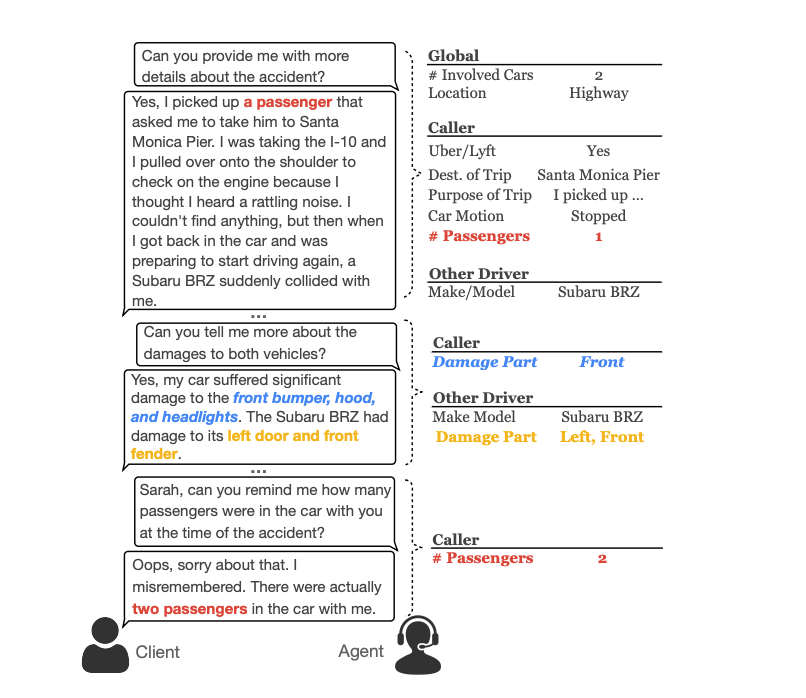 Can you provide me with more
details about the accident?
Yes, I picked up a passenger that
asked me to take him to Santa
Monica Pier. I was taking the I-10 and
I pulled over onto the shoulder to
check on the engine because I
thought I heard a rattling noise. I
couldn't find anything, but then when
I got back in the car and was
preparing to start driving again, a
Subaru BRZ suddenly collided with
me.
Global
# Involved Cars 2
Location Highway
Caller
Uber/Lyft Yes
Dest. of Trip Santa Monica Pier
Purpose of Trip I picked up ...
Car Motion Stopped
# Passengers 1
Other Driver
Make/Model Subaru BRZ
...
Can you tell me more about the
damages to both vehicles?
Yes, my car suffered significant
damage to the front bumper, hood,
and headlights. The Subaru BRZ had
damage to its left door and front
fender.
Caller
Damage Part Front
Other Driver
Make Model Subaru BRZ
Damage Part Left, Front
...
Sarah, can you remind me how many
passengers were in the car with you
at the time of the accident?
Oops, sorry about that. I
misremembered. There were actually
two passengers in the car with me.
Caller
# Passengers 2
Client
Agent